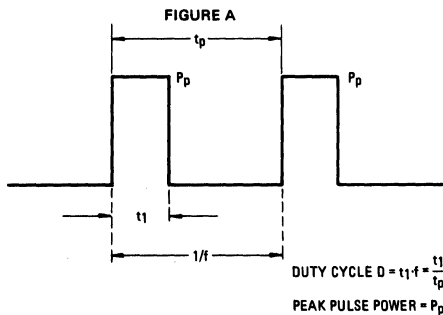 FIGURE A
tp
Pp
Pp
t1
1/f
DUTY CYCLE D = t1·f = t1/tp
PEAK PULSE POWER = Pp